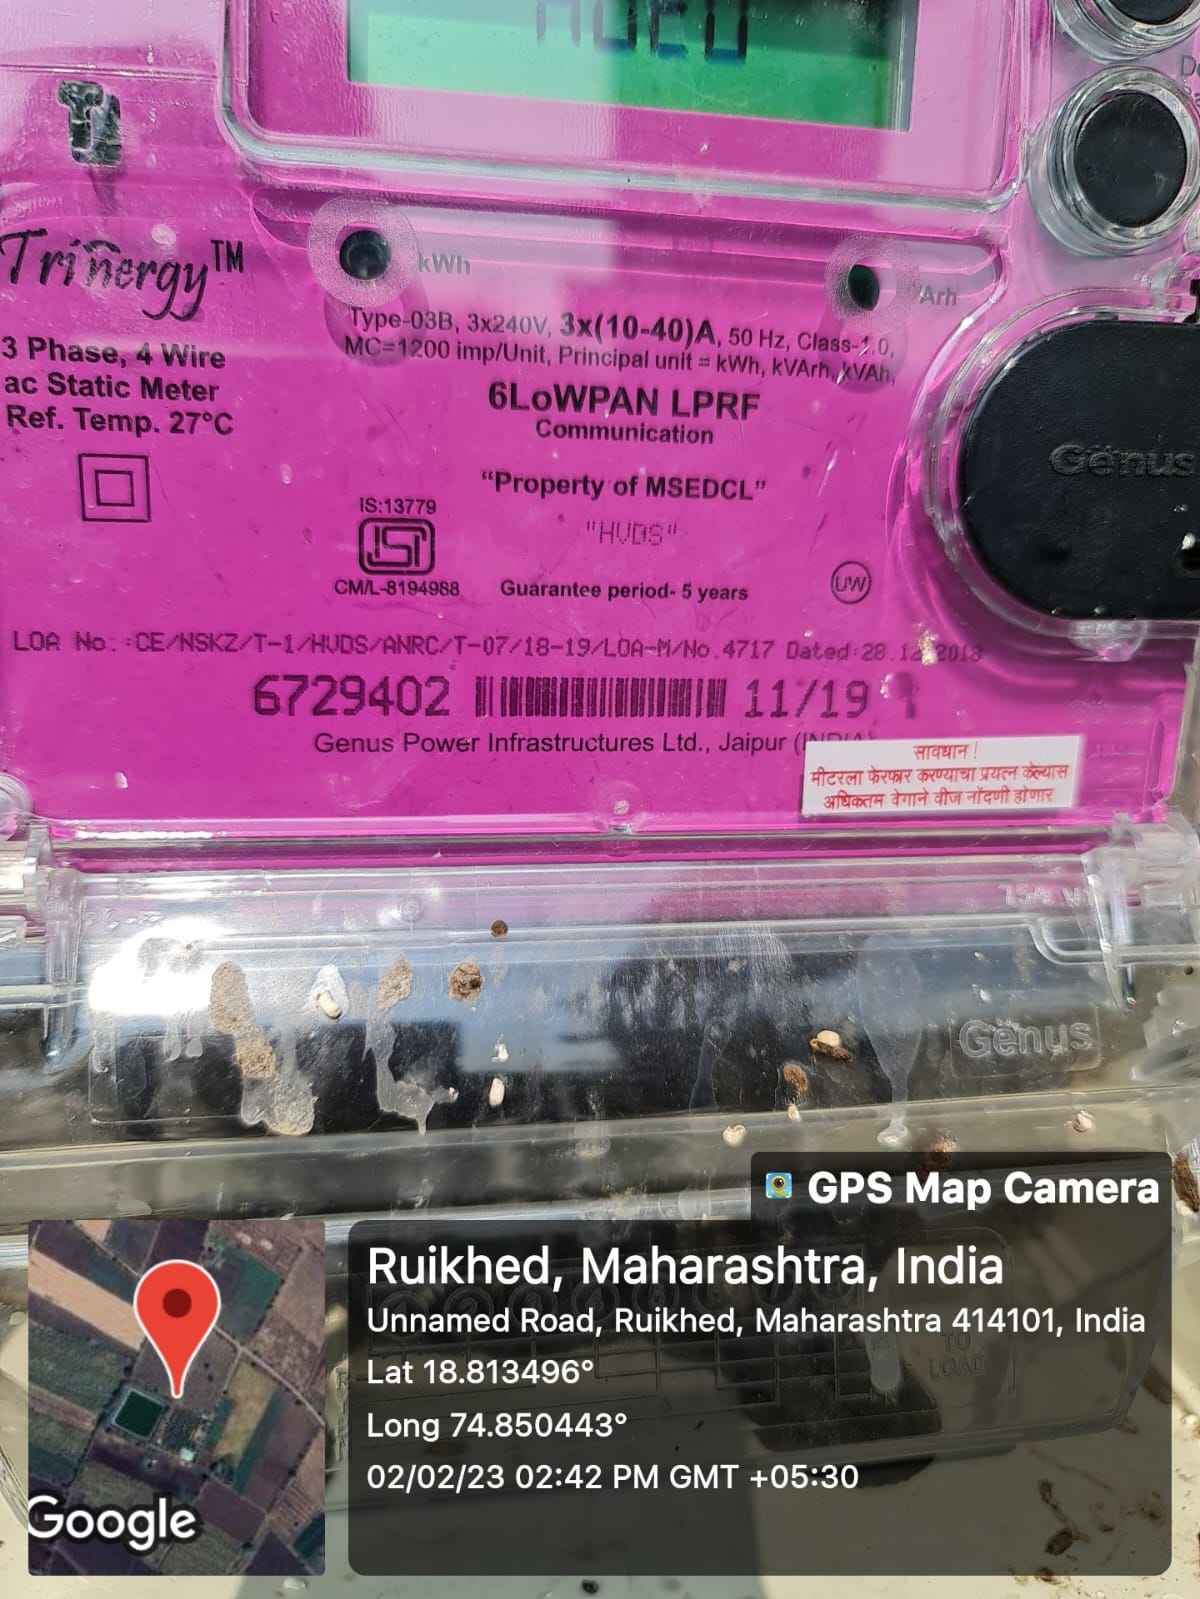 Trinergy™
3 Phase, 4 Wire
ac Static Meter
Ref. Temp. 27°C
kWh
Arh
Type-03B, 3x240V, 3x(10-40)A, 50 Hz, Class-1.0,
MC=1200 imp/Unit, Principal unit = kWh, kVArh, kVAh,
6LoWPAN LPRF
Communication
"Property of MSEDCL"
"HVDS"
IS:13779
CM/L-8194988
Guarantee period- 5 years
UW
Genus
LOA No.:CE/NSKZ/T-1/HVDS/ANRC/T-07/18-19/LOA-M/No.4717 Dated:28.12.2018
6729402 11/19
Genus Power Infrastructures Ltd., Jaipur (INDIA)
सावधान !
मीटरला फेरफार करण्याचा प्रयत्न केल्यास
अधिकतम वेगाने वीज नोंदणी होणार
Genus
TO
LOAD
GPS Map Camera
Ruikhed, Maharashtra, India
Unnamed Road, Ruikhed, Maharashtra 414101, India
Lat 18.813496°
Long 74.850443°
02/02/23 02:42 PM GMT +05:30
Google